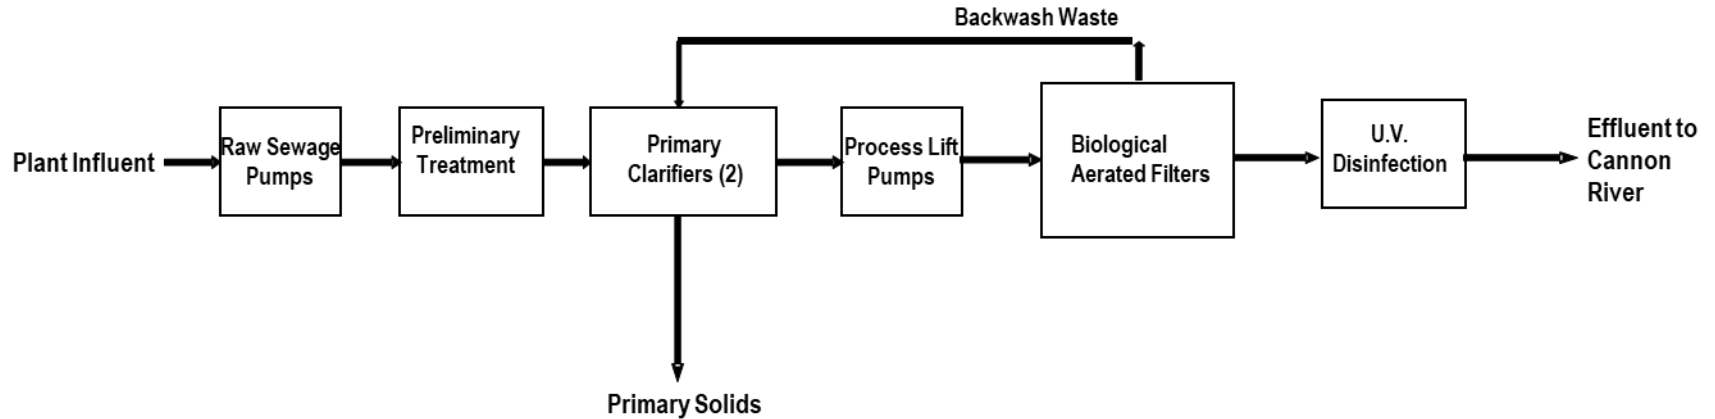 Backwash Waste
Plant Influent
Raw Sewage
Pumps
Preliminary
Treatment
Primary
Clarifiers (2)
Process Lift
Pumps
Biological
Aerated Filters
U.V.
Disinfection
Effluent to
Cannon
River
Primary Solids